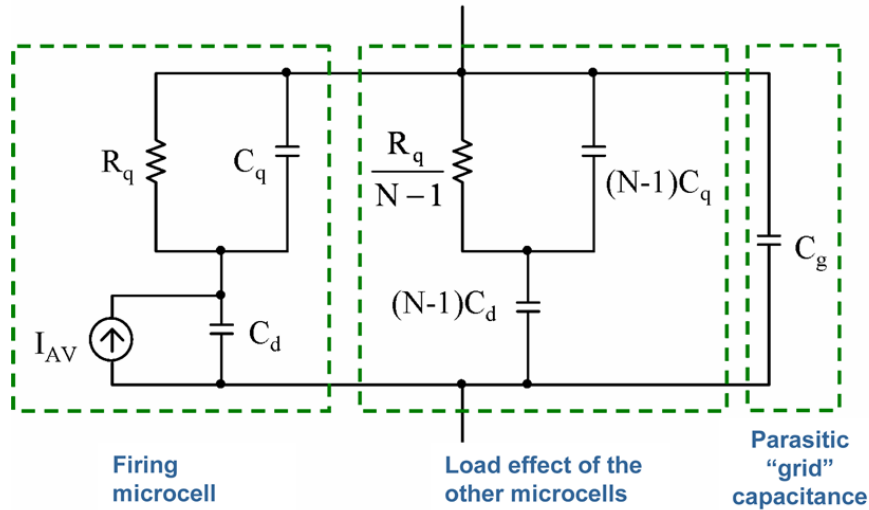 R_q
C_q
R_q
N − 1
(N-1)C_q
C_g
(N-1)C_d
I_AV
C_d
Firing
microcell
Load effect of the
other microcells
Parasitic
“grid”
capacitance